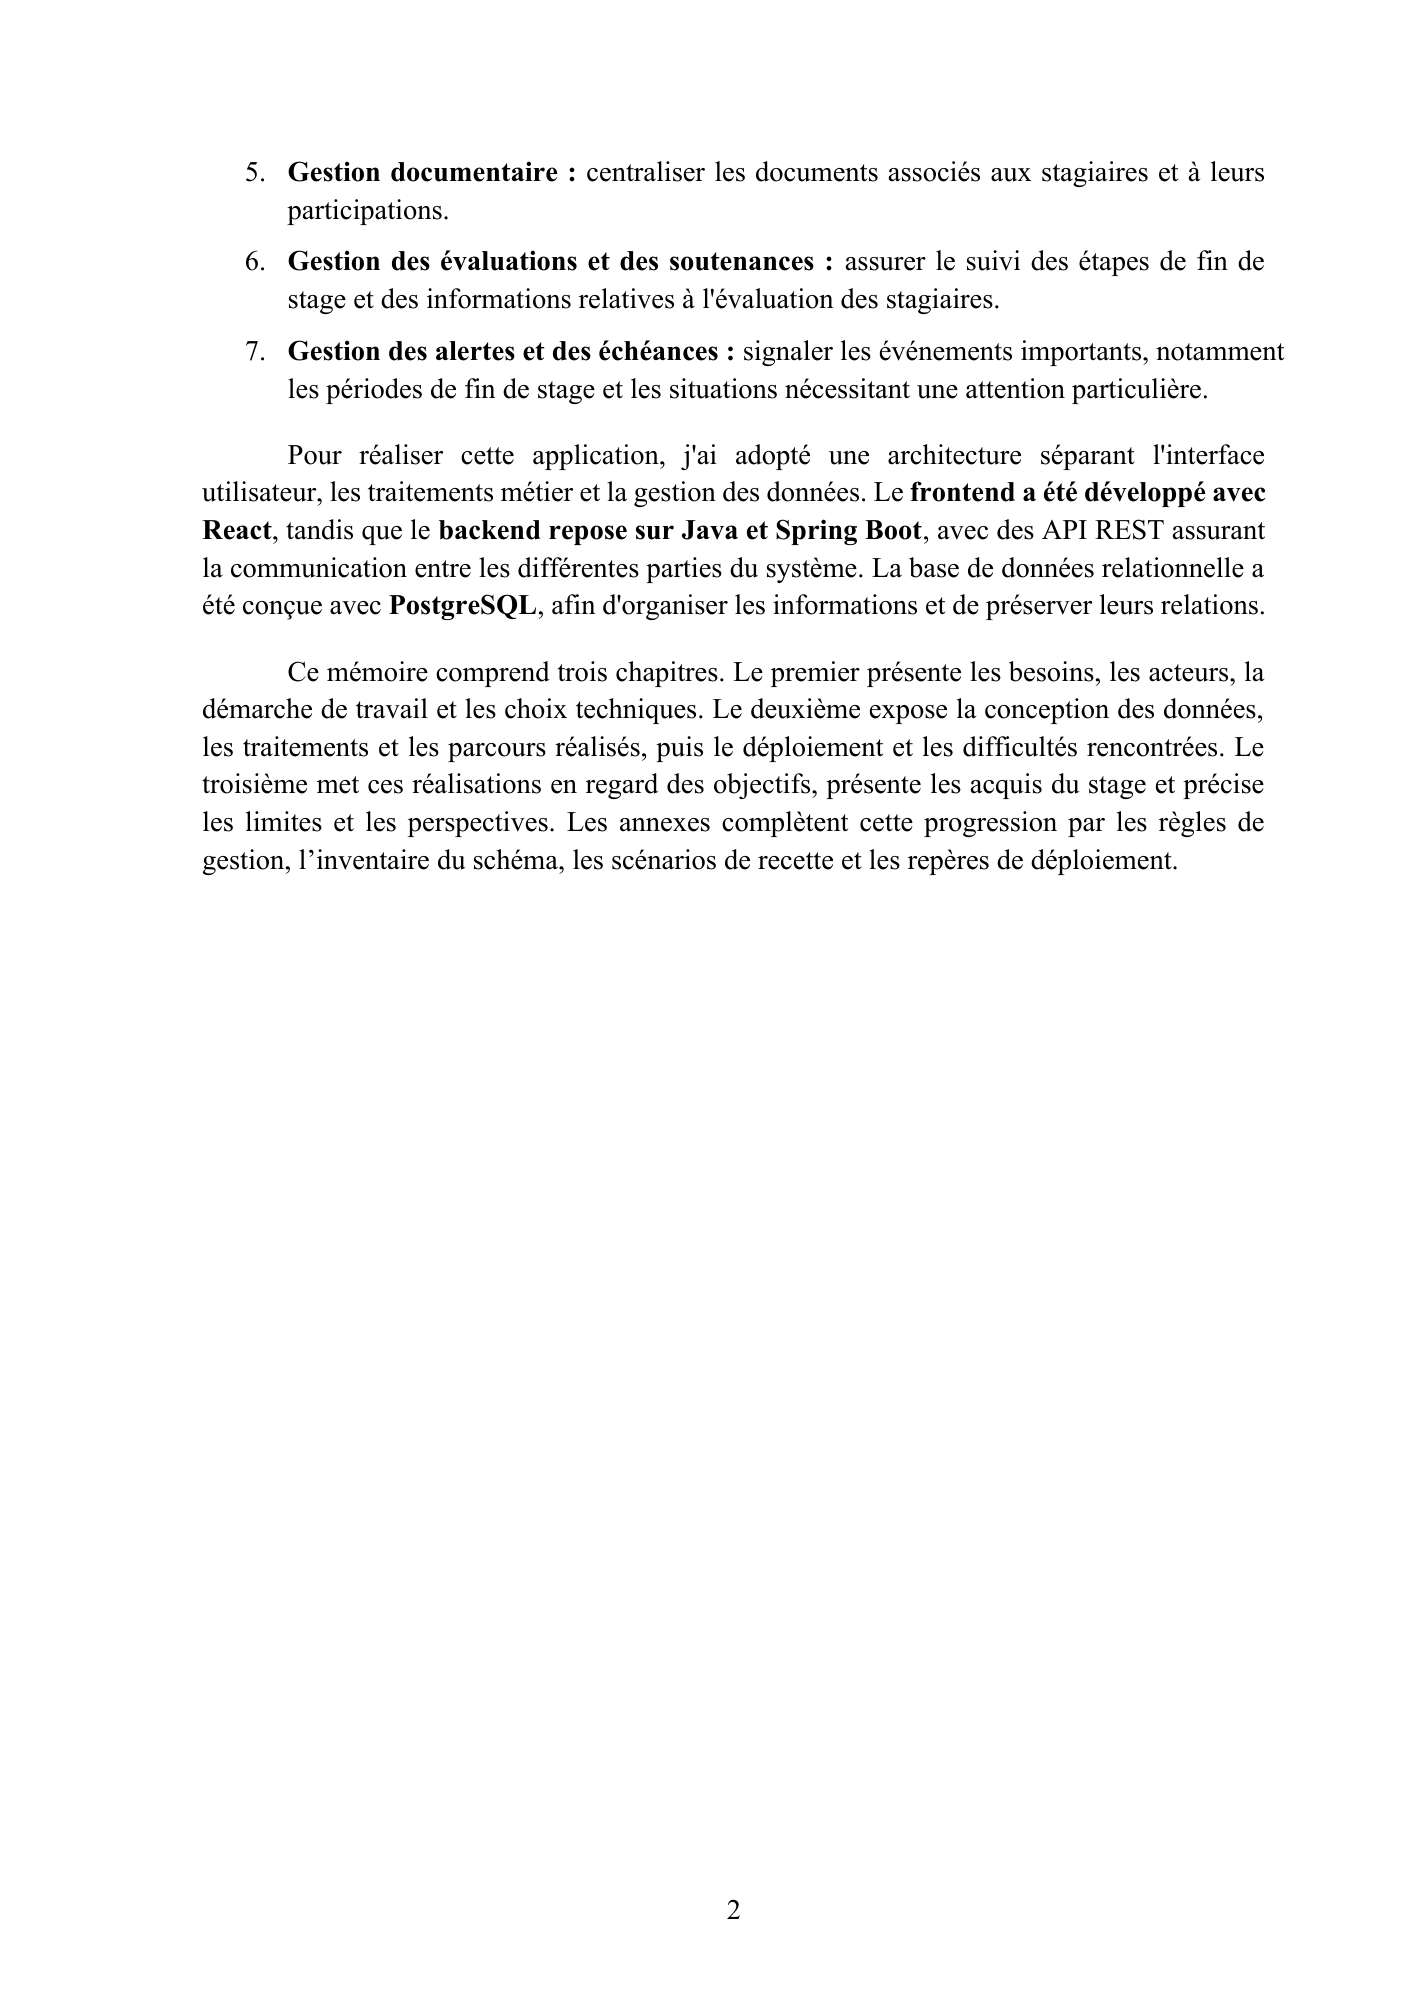 5. Gestion documentaire : centraliser les documents associés aux stagiaires et à leurs
participations.
6. Gestion des évaluations et des soutenances : assurer le suivi des étapes de fin de
stage et des informations relatives à l'évaluation des stagiaires.
7. Gestion des alertes et des échéances : signaler les événements importants, notamment
les périodes de fin de stage et les situations nécessitant une attention particulière.
Pour réaliser cette application, j'ai adopté une architecture séparant l'interface
utilisateur, les traitements métier et la gestion des données. Le frontend a été développé avec
React, tandis que le backend repose sur Java et Spring Boot, avec des API REST assurant
la communication entre les différentes parties du système. La base de données relationnelle a
été conçue avec PostgreSQL, afin d'organiser les informations et de préserver leurs relations.
Ce mémoire comprend trois chapitres. Le premier présente les besoins, les acteurs, la
démarche de travail et les choix techniques. Le deuxième expose la conception des données,
les traitements et les parcours réalisés, puis le déploiement et les difficultés rencontrées. Le
troisième met ces réalisations en regard des objectifs, présente les acquis du stage et précise
les limites et les perspectives. Les annexes complètent cette progression par les règles de
gestion, l’inventaire du schéma, les scénarios de recette et les repères de déploiement.
2